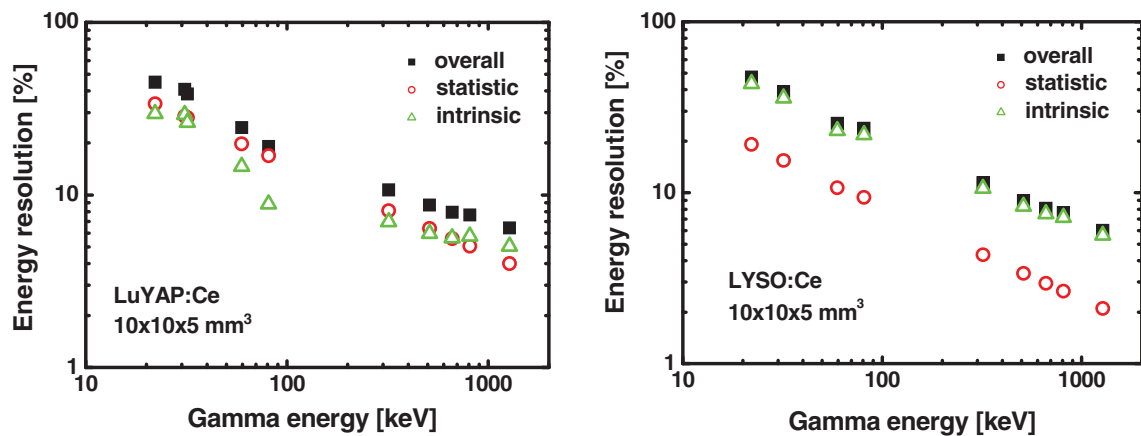 Energy resolution [%]
100
10
1
overall
statistic
intrinsic
LuYAP:Ce
10x10x5 mm³
10 100 1000
Gamma energy [keV]
Energy resolution [%]
100
10
1
overall
statistic
intrinsic
LYSO:Ce
10x10x5 mm³
10 100 1000
Gamma energy [keV]